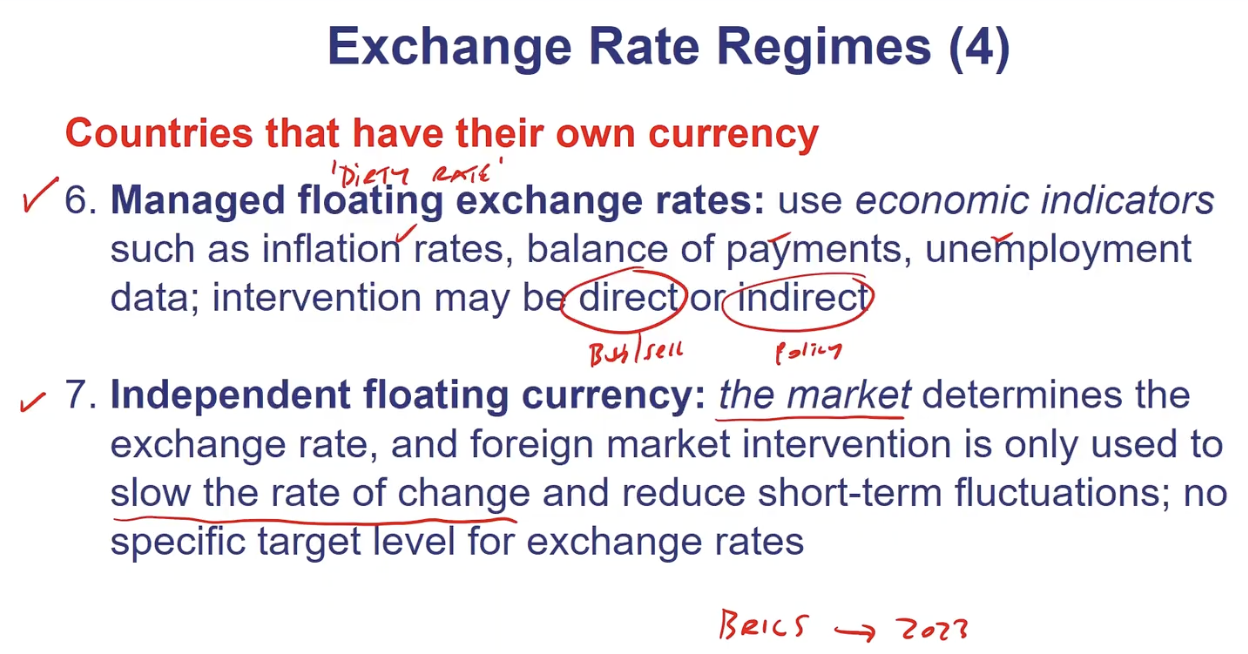 Exchange Rate Regimes (4)
Countries that have their own currency
'DIRTY RATE'
6. Managed floating exchange rates: use economic indicators
such as inflation rates, balance of payments, unemployment
data; intervention may be direct or indirect
Buy/sell policy
7. Independent floating currency: the market determines the
exchange rate, and foreign market intervention is only used to
slow the rate of change and reduce short-term fluctuations; no
specific target level for exchange rates
BRICS → 2023